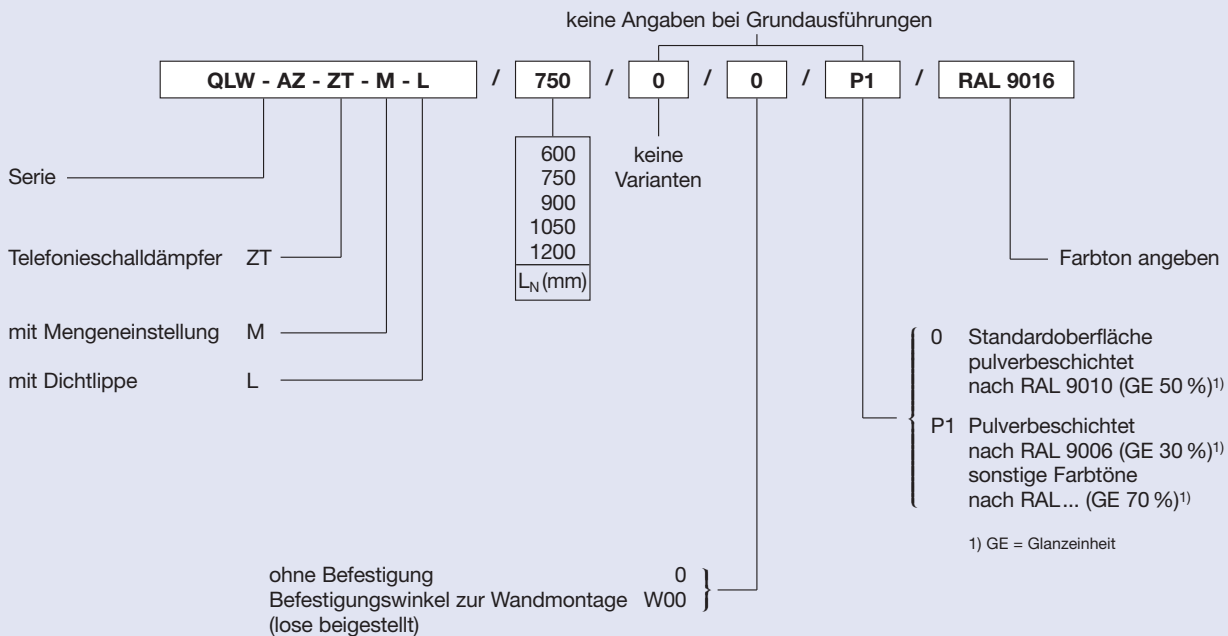 keine Angaben bei Grundausführungen
QLW - AZ - ZT - M - L / 750 / 0 / 0 / P1 / RAL 9016
600
750
900
1050
1200
L_N (mm)
keine
Varianten
Serie
Telefonieschalldämpfer ZT
Farbton angeben
mit Mengeneinstellung M
mit Dichtlippe L
0 Standardoberfläche
pulverbeschichtet
nach RAL 9010 (GE 50 %)1)
P1 Pulverbeschichtet
nach RAL 9006 (GE 30 %)1)
sonstige Farbtöne
nach RAL... (GE 70 %)1)
1) GE = Glanzeinheit
ohne Befestigung 0
Befestigungswinkel zur Wandmontage W00
(lose beigestellt)